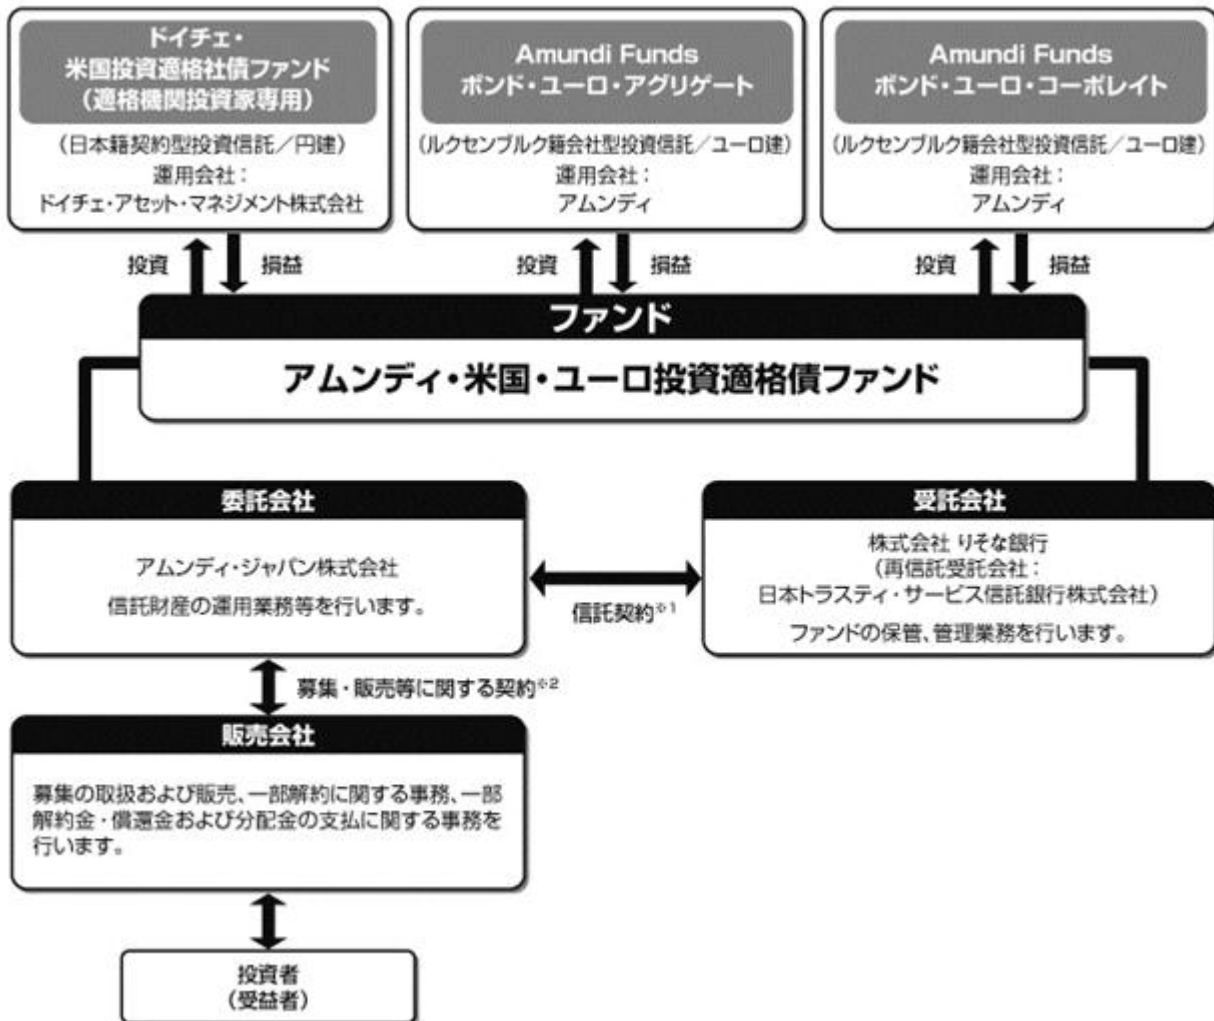 ドイチェ・
米国投資適格社債ファンド
（適格機関投資家専用）
（日本籍契約型投資信託／円建）
運用会社：
ドイチェ・アセット・マネジメント株式会社
Amundi Funds
ボンド・ユーロ・アグリゲート
（ルクセンブルク籍会社型投資信託／ユーロ建）
運用会社：
アムンディ
Amundi Funds
ボンド・ユーロ・コーポレイト
（ルクセンブルク籍会社型投資信託／ユーロ建）
運用会社：
アムンディ
投資
損益
投資
損益
投資
損益
ファンド
アムンディ・米国・ユーロ投資適格債ファンド
委託会社
アムンディ・ジャパン株式会社
信託財産の運用業務等を行います。
信託契約※1
受託会社
株式会社 りそな銀行
（再信託受託会社：
日本トラスティ・サービス信託銀行株式会社）
ファンドの保管、管理業務を行います。
募集・販売等に関する契約※2
販売会社
募集の取扱および販売、一部解約に関する事務、一部
解約金・償還金および分配金の支払に関する事務を
行います。
投資者
（受益者）